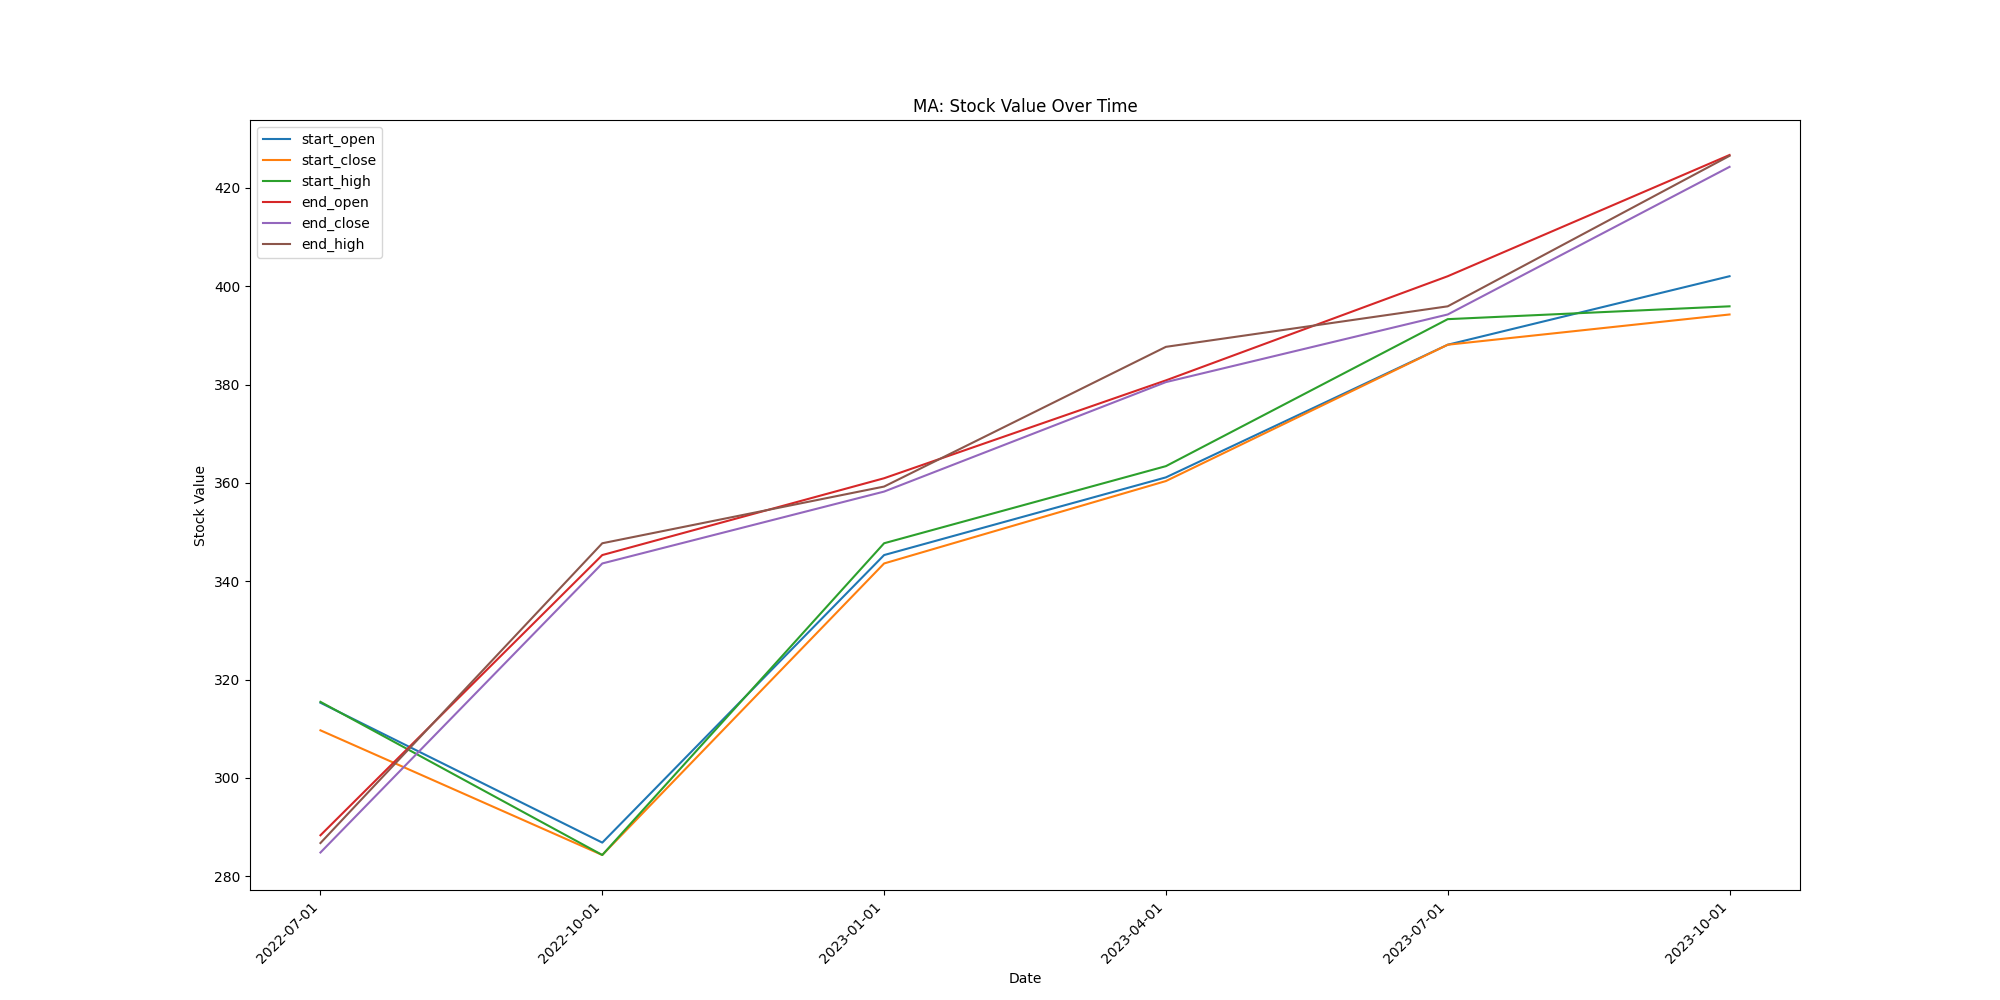 MA: Stock Value Over Time
start_open
start_close
start_high
end_open
end_close
end_high
420
400
380
360
340
320
300
280
Stock Value
2022-07-01
2022-10-01
2023-01-01
2023-04-01
2023-07-01
2023-10-01
Date